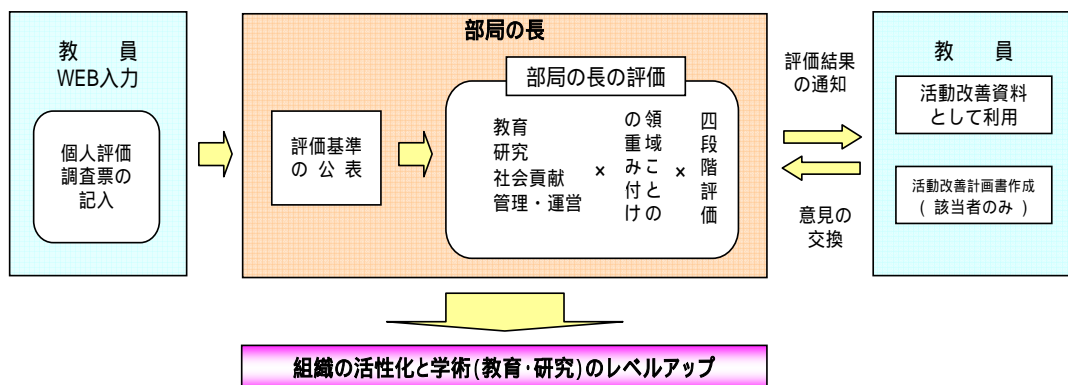 教　員
WEB入力
個人評価
調査票の
記入
部局の長
評価基準
の 公 表
部局の長の評価
教育
研究
社会貢献
管理・運営
×
領域ごとの
の重み付け
×
四段階評価
評価結果
の通知
意見の
交換
教　員
活動改善資料
として利用
活動改善計画書作成
( 該当者のみ )
組織の活性化と学術(教育･研究)のレベルアップ